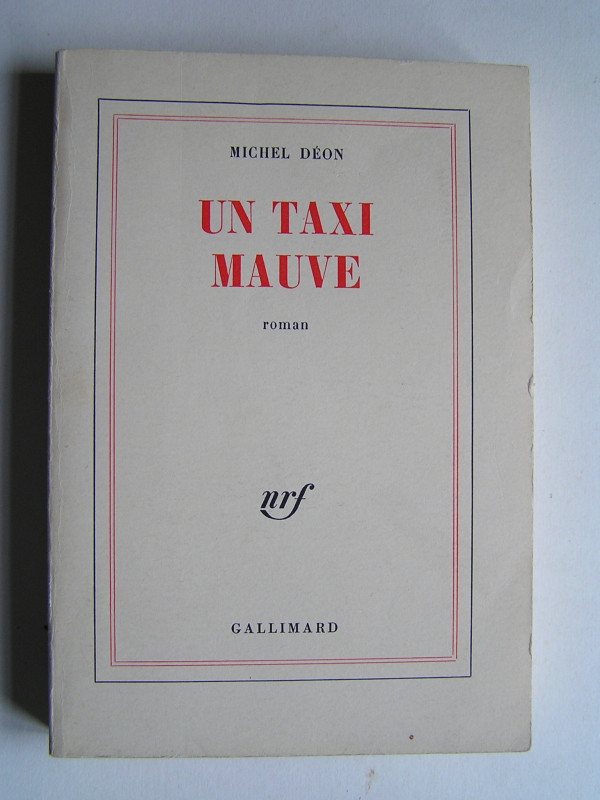 MICHEL DÉON
UN TAXI
MAUVE
roman
nrf
GALLIMARD